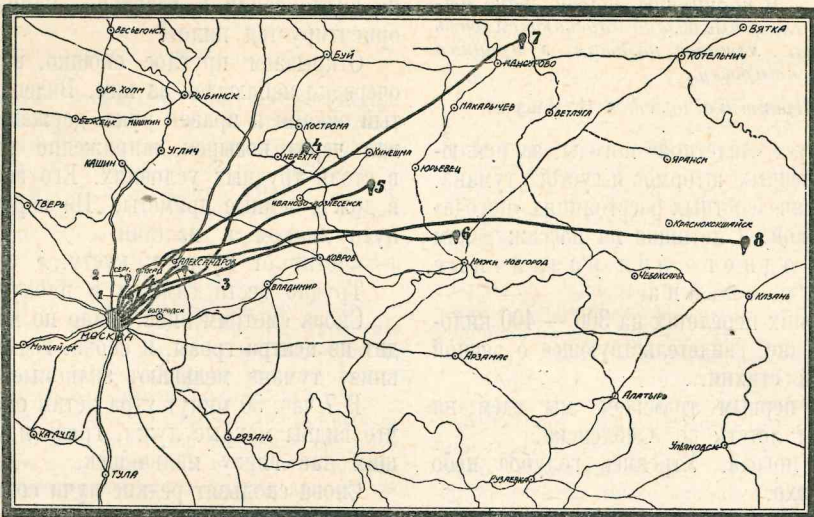 ВЕСЬЕГОНСК
БУЙ
7
ВЯТКА
КОТЕЛЬНИЧ
КР. ХОЛМ
РЫБИНСК
МАКАРЬЕВ
БЕЖЕЦК
ПЫШКИН
КОСТРОМА
ВЕТЛУГА
УГЛИЧ
4
НЕРЕХТА
КИНЕШМА
ЯРАНСК
КАШИН
ЮРЬЕВЕЦ
5
ИВАНОВО-ВОЗНЕСЕНСК
ТВЕРЬ
КРАСНОКОКШАЙСК
6
8
АЛЕКСАНДРОВ
КОВРОВ
НИЖН. НОВГОРОД
ЧЕБОКСАРЫ
2
СЕР.
3
КАЗАНЬ
1
ВЛАДИМИР
БОГОРОДСК
МОСКВА
МОЖАЙСК
АРЗАМАС
АЛАТЫРЬ
КАЛУГА
РЯЗАНЬ
УЛЬЯНОВСК
ТУЛА
РУЗАЕВКА